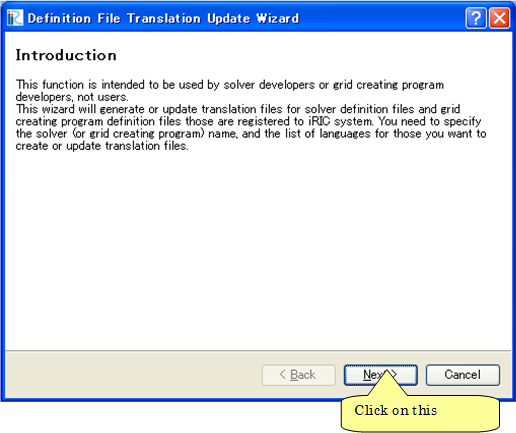 Definition File Translation Update Wizard
Introduction
This function is intended to be used by solver developers or grid creating program
developers, not users.
This wizard will generate or update translation files for solver definition files and grid
creating program definition files those are registered to iRIC system. You need to specify
the solver (or grid creating program) name, and the list of languages for those you want to
create or update translation files.
< Back
Next >
Cancel
Click on this